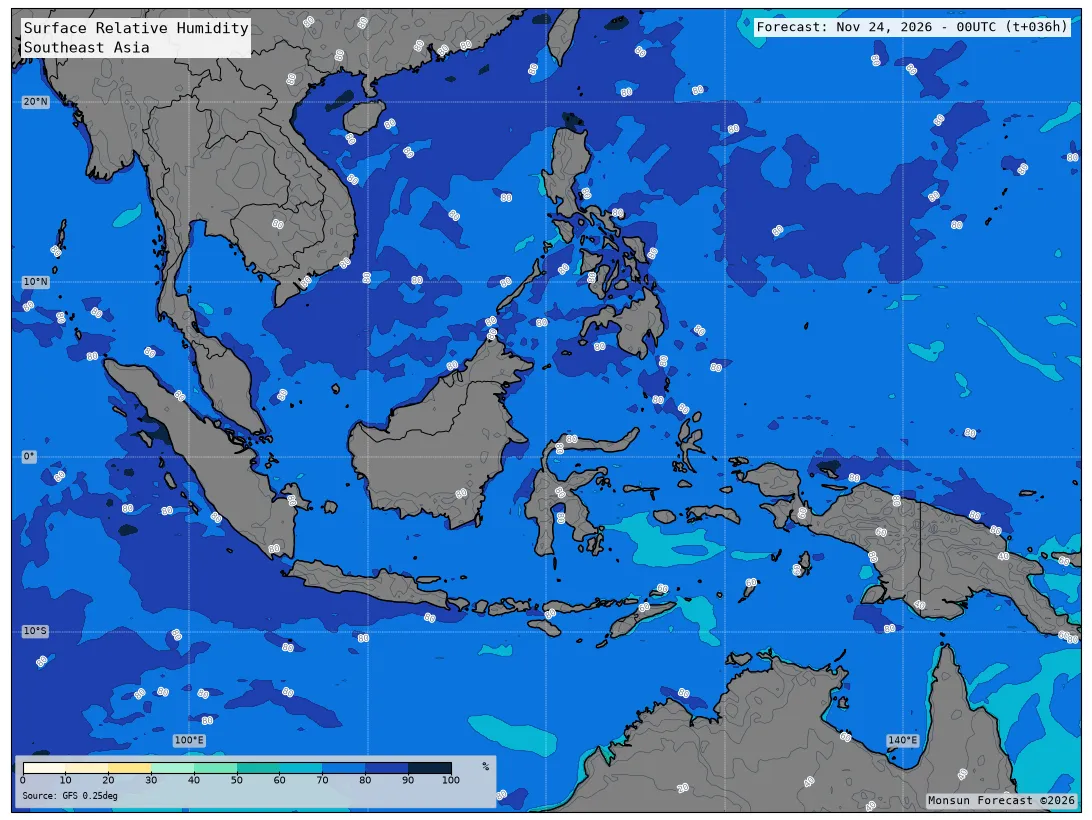 Surface Relative Humidity
Southeast Asia
Forecast: Nov 24, 2026 - 00UTC (t+036h)
20°N
10°N
0°
10°S
100°E
140°E
0 10 20 30 40 50 60 70 80 90 100
%
Source: GFS 0.25deg
Monsun Forecast ©2026